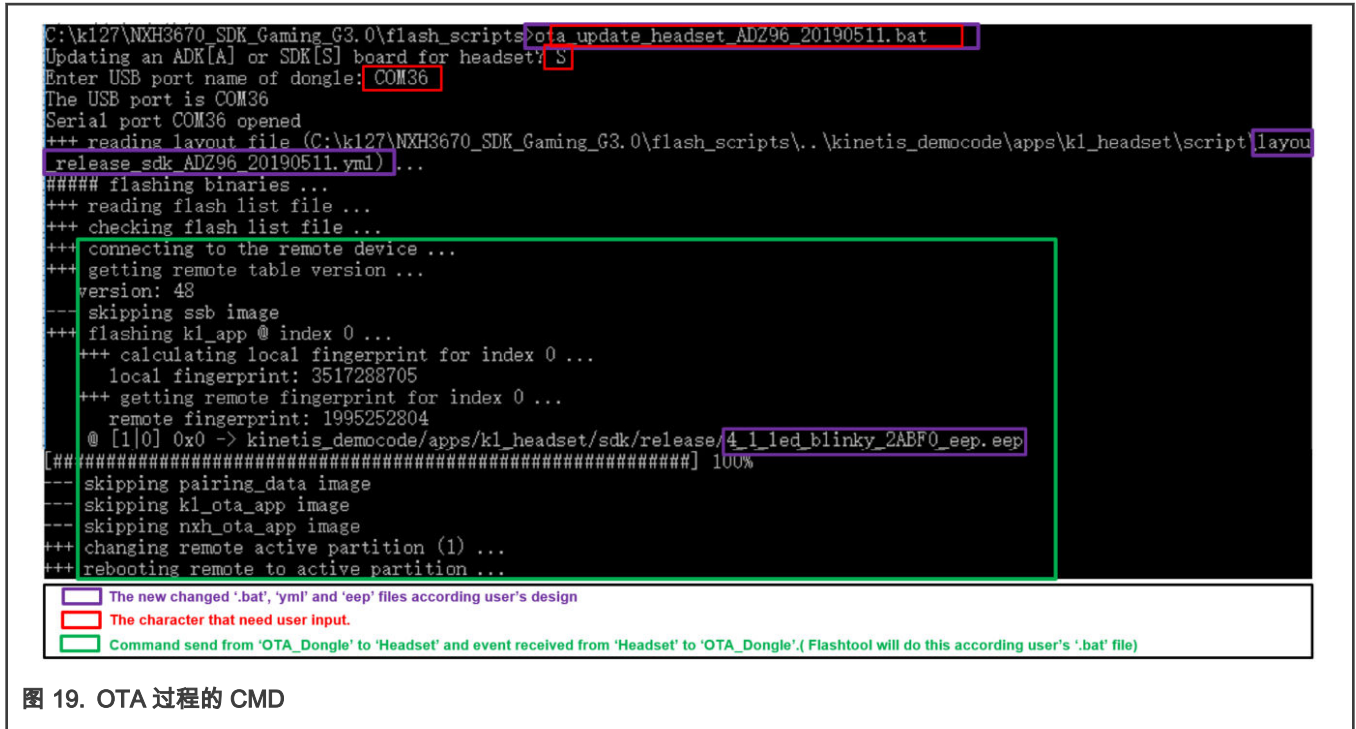 C:\k127\NXH3670_SDK_Gaming_G3.0\flash_scripts>ota_update_headset_ADZ96_20190511.bat
Updating an ADK[A] or SDK[S] board for headset? S
Enter USB port name of dongle: COM36
The USB port is COM36
Serial port COM36 opened
+++ reading layout file (C:\k127\NXH3670_SDK_Gaming_G3.0\flash_scripts\..\kinetis_democode\apps\kl_headset\script\layou
_release_sdk_ADZ96_20190511.yml) ...
##### flashing binaries ...
+++ reading flash list file ...
+++ checking flash list file ...
+++ connecting to the remote device ...
+++ getting remote table version ...
version: 48
--- skipping ssb image
+++ flashing kl_app @ index 0 ...
+++ calculating local fingerprint for index 0 ...
local fingerprint: 3517288705
+++ getting remote fingerprint for index 0 ...
remote fingerprint: 1995252804
@ [1|0] 0x0 -> kinetis_democode/apps/kl_headset/sdk/release/4_1_led_blinky_2ABF0_eep.eep
[############################################################] 100%
--- skipping pairing_data image
--- skipping kl_ota_app image
--- skipping nxh_ota_app image
+++ changing remote active partition (1) ...
+++ rebooting remote to active partition ...
The new changed '.bat', 'yml' and 'eep' files according user's design
The character that need user input.
Command send from 'OTA_Dongle' to 'Headset' and event received from 'Headset' to 'OTA_Dongle'.( Flashtool will do this according user's '.bat' file)
图 19. OTA 过程的 CMD